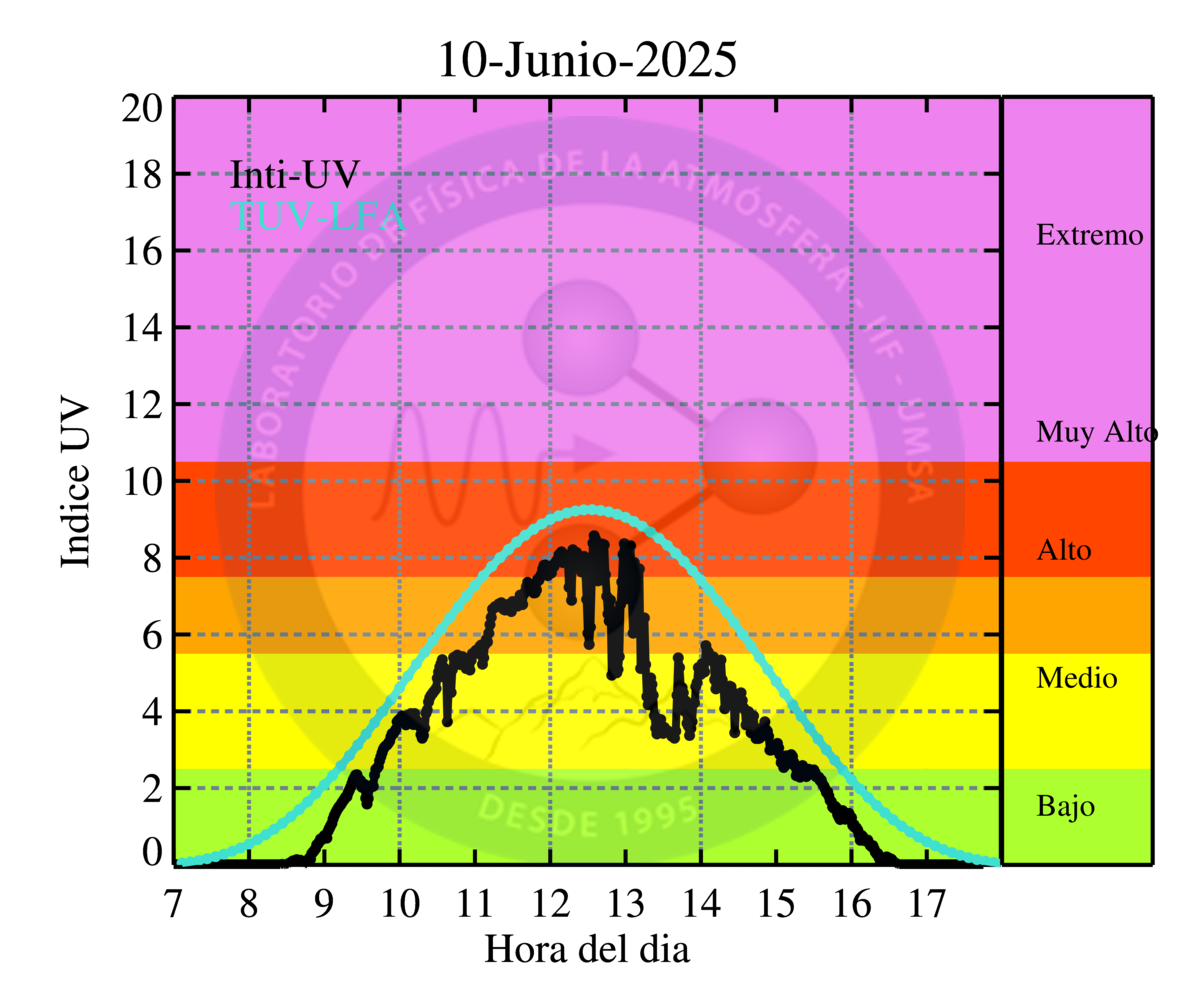 10-Junio-2025
Inti-UV
TUV-LFA
LABORATORIO DE FÍSICA DE LA ATMÓSFERA - IIF - UMSA
DESDE 1995
Indice UV
20
18
16
14
12
10
8
6
4
2
0
Extremo
Muy Alto
Alto
Medio
Bajo
7 8 9 10 11 12 13 14 15 16 17
Hora del dia